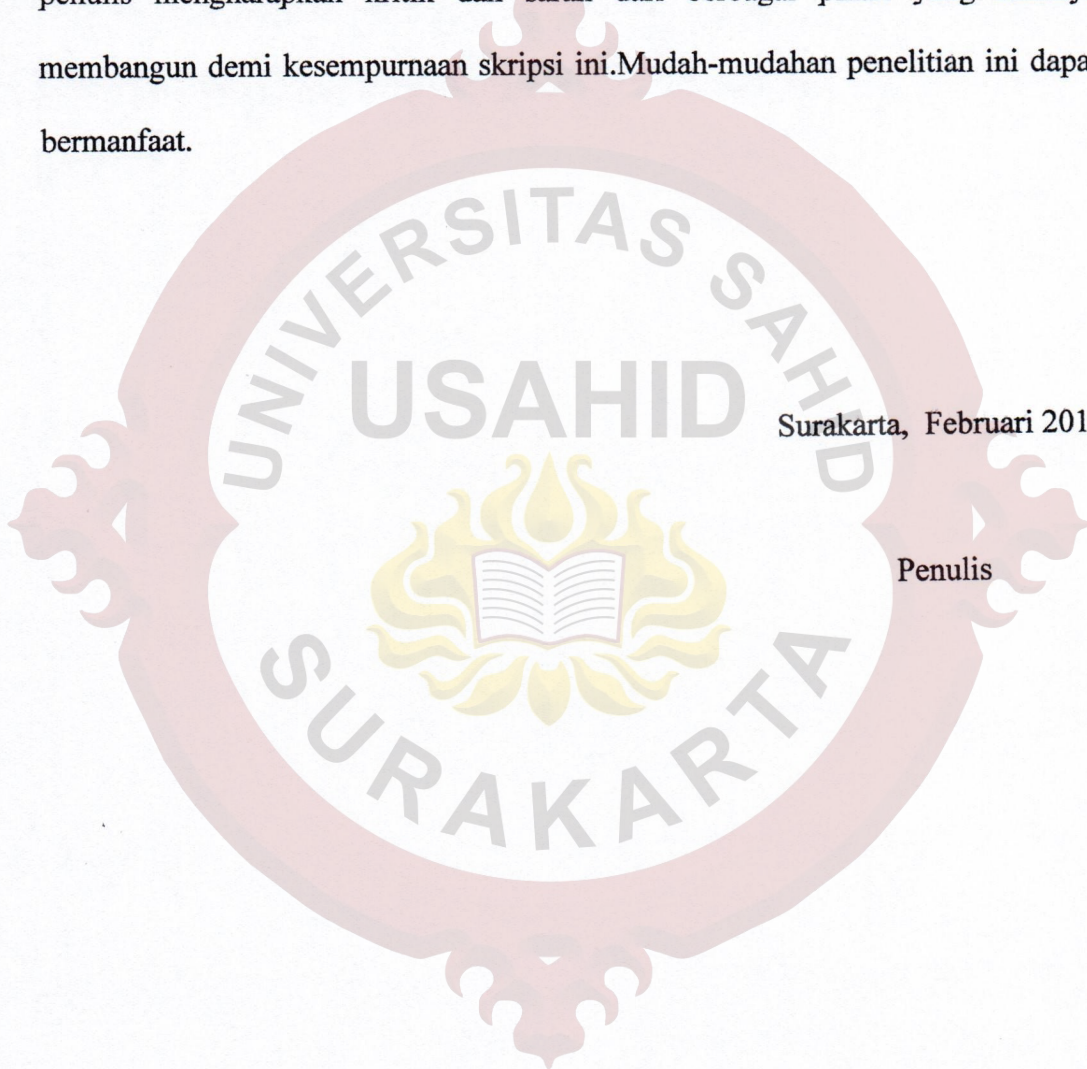 membangun demi kesempurnaan skripsi ini.Mudah-mudahan penelitian ini dapa
bermanfaat.
UNIVERSITAS SAHID
USAHID
Surakarta, Februari 201
Penulis
SURAKARTA